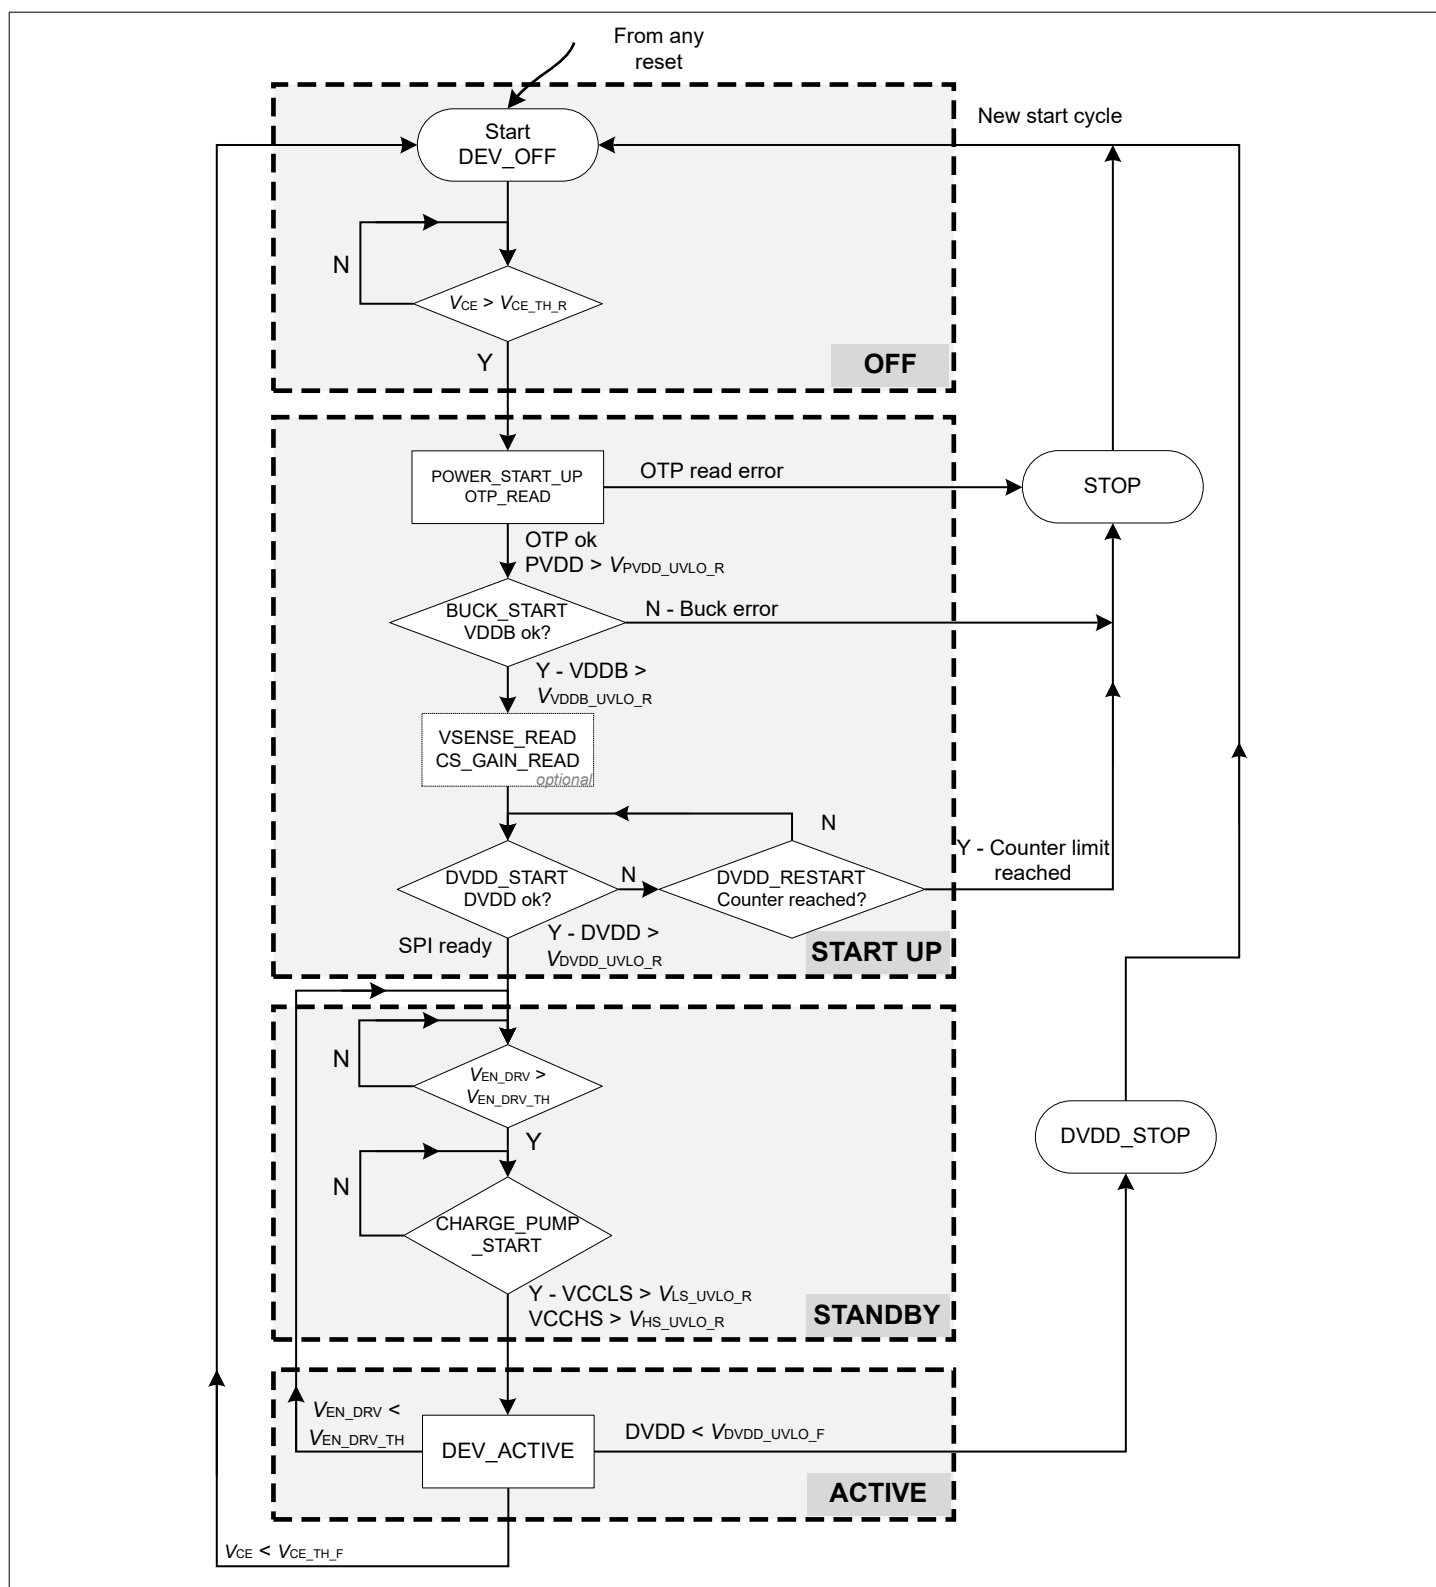 From any
reset
New start cycle
Start
DEV_OFF
N
VCE > VCE_TH_R
Y
OFF
POWER_START_UP
OTP_READ
OTP read error
STOP
OTP ok
PVDD > VPVDD_UVLO_R
BUCK_START
VDDB ok?
N - Buck error
Y - VDDB >
VVDDB_UVLO_R
VSENSE_READ
CS_GAIN_READ
optional
N
DVDD_START
DVDD ok?
N
DVDD_RESTART
Counter reached?
Y - Counter limit
reached
SPI ready
Y - DVDD >
VDVDD_UVLO_R
START UP
N
VEN_DRV >
VEN_DRV_TH
Y
DVDD_STOP
N
CHARGE_PUMP
_START
Y - VCCLS > VLS_UVLO_R
VCCHS > VHS_UVLO_R
STANDBY
VEN_DRV <
VEN_DRV_TH
DEV_ACTIVE
DVDD < VDVDD_UVLO_F
ACTIVE
VCE < VCE_TH_F